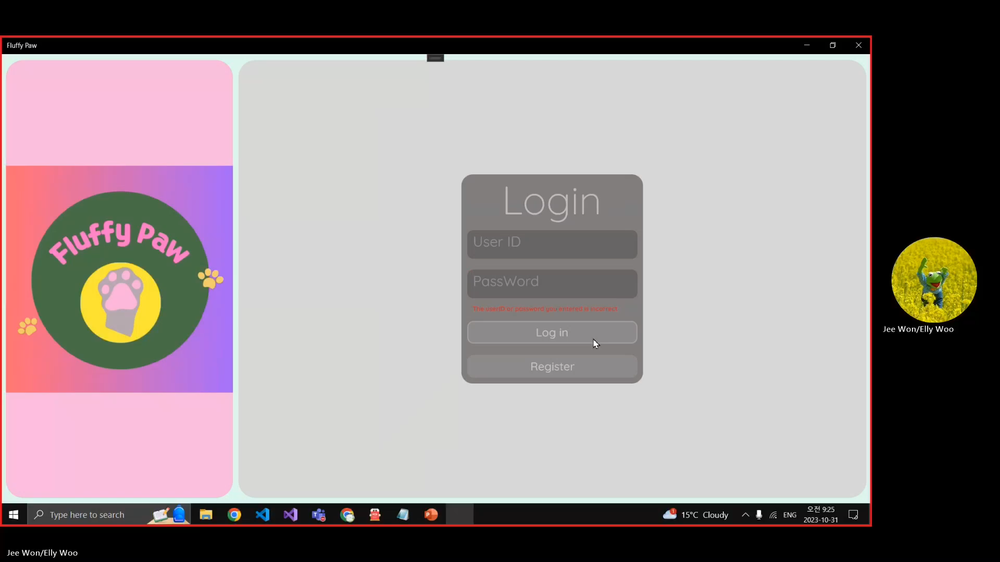 Fluffy Paw
Fluffy Paw
Login
User ID
PassWord
The userID or password you entered is incorrect
Log in
Register
Jee Won/Elly Woo
Type here to search
15°C Cloudy
ENG
오전 9:25
2023-10-31
Jee Won/Elly Woo